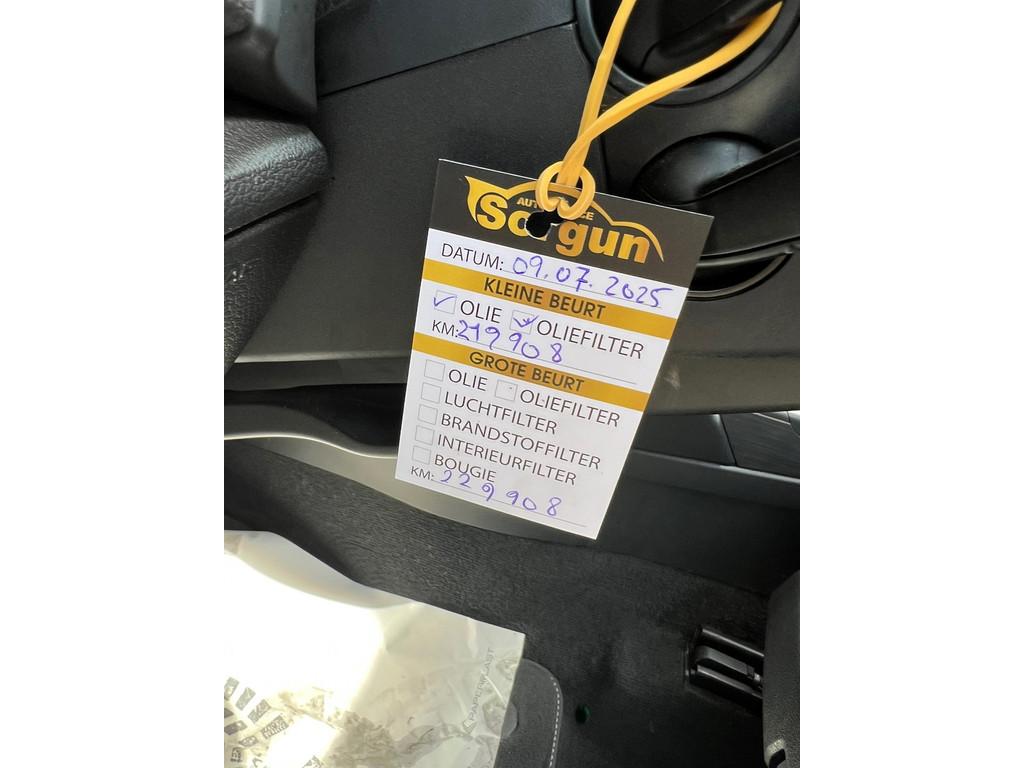 Sorgun
DATUM: 09.07.2025
KLEINE BEURT
OLIE OLIEFILTER
KM: 219908
GROTE BEURT
OLIE OLIEFILTER
LUCHTFILTER
BRANDSTOFFILTER
INTERIEURFILTER
BOUGIE
KM: 229908
PAPERPLAST